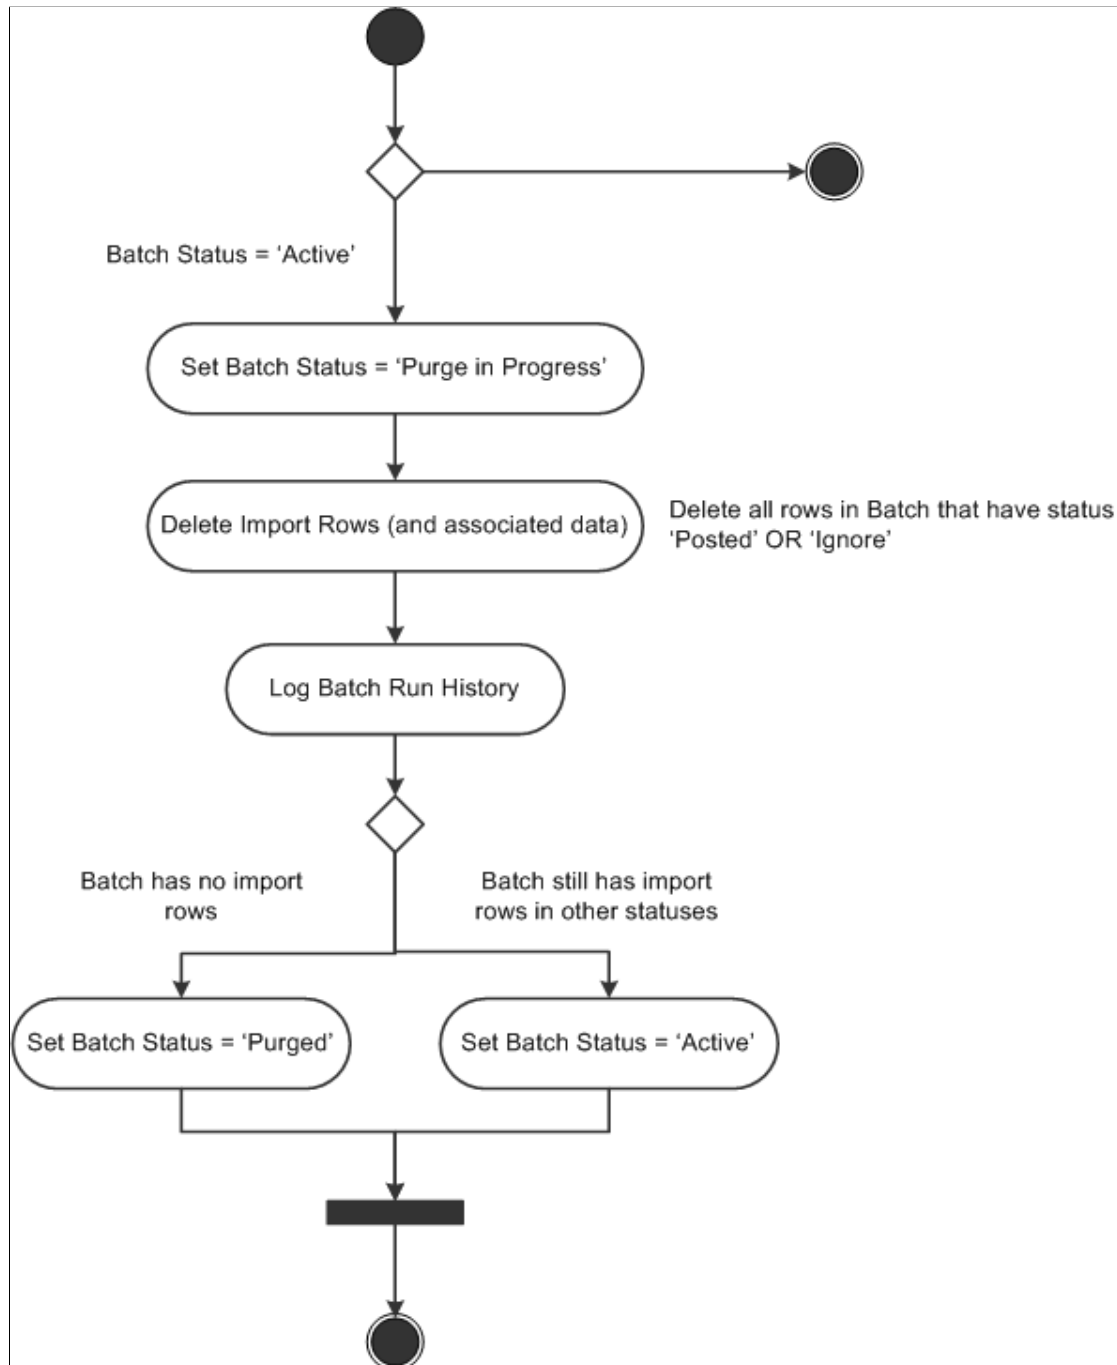 Batch Status = ‘Active’
Set Batch Status = ‘Purge in Progress’
Delete Import Rows (and associated data)
Delete all rows in Batch that have status
‘Posted’ OR ‘Ignore’
Log Batch Run History
Batch has no import
rows
Batch still has import
rows in other statuses
Set Batch Status = ‘Purged’
Set Batch Status = ‘Active’